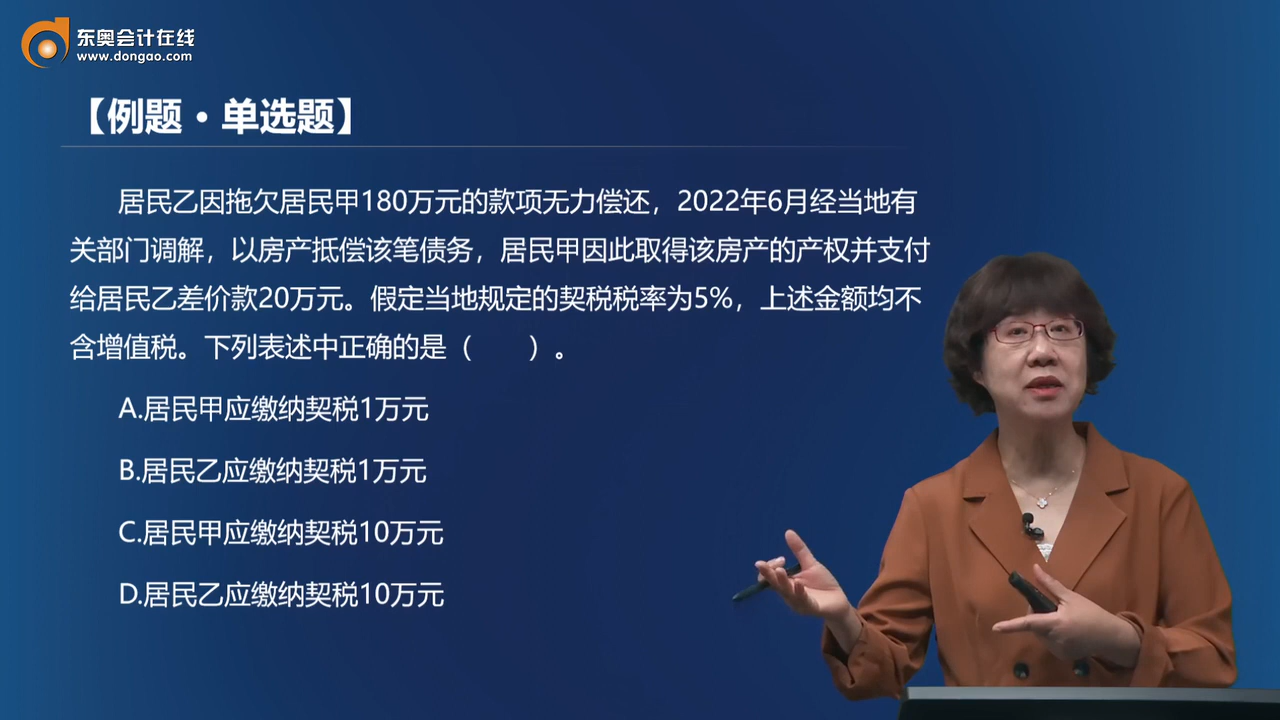 东奥会计在线
www.dongao.com
【例题·单选题】
居民乙因拖欠居民甲180万元的款项无力偿还，2022年6月经当地有
关部门调解，以房产抵偿该笔债务，居民甲因此取得该房产的产权并支付
给居民乙差价款20万元。假定当地规定的契税税率为5%，上述金额均不
含增值税。下列表述中正确的是（　　）。
A.居民甲应缴纳契税1万元
B.居民乙应缴纳契税1万元
C.居民甲应缴纳契税10万元
D.居民乙应缴纳契税10万元